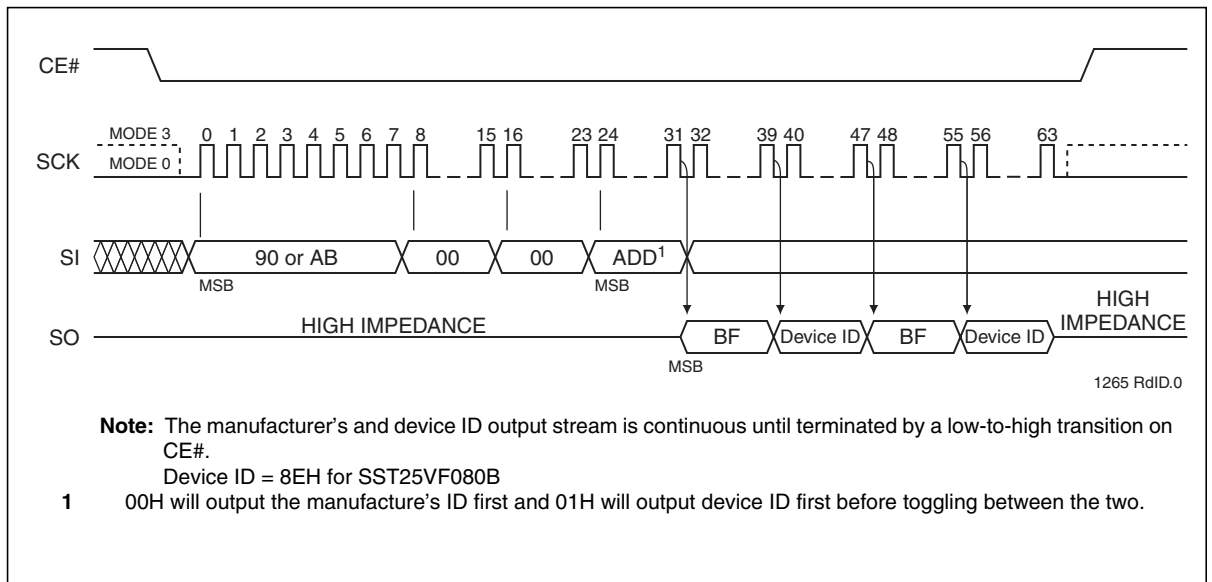 CE#
MODE 3
0 1 2 3 4 5 6 7 8 15 16 23 24 31 32 39 40 47 48 55 56 63
SCK
MODE 0
SI
90 or AB 00 00 ADD1
MSB MSB
HIGH IMPEDANCE
HIGH
IMPEDANCE
SO
BF Device ID BF Device ID
MSB
1265 RdID.0
Note: The manufacturer's and device ID output stream is continuous until terminated by a low-to-high transition on
CE#.
Device ID = 8EH for SST25VF080B
1 00H will output the manufacture's ID first and 01H will output device ID first before toggling between the two.